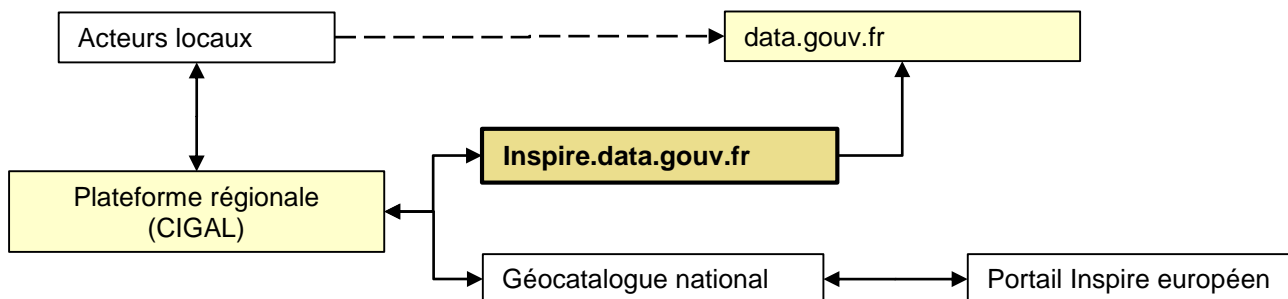 Acteurs locaux
data.gouv.fr
Inspire.data.gouv.fr
Plateforme régionale
(CIGAL)
Géocatalogue national
Portail Inspire européen